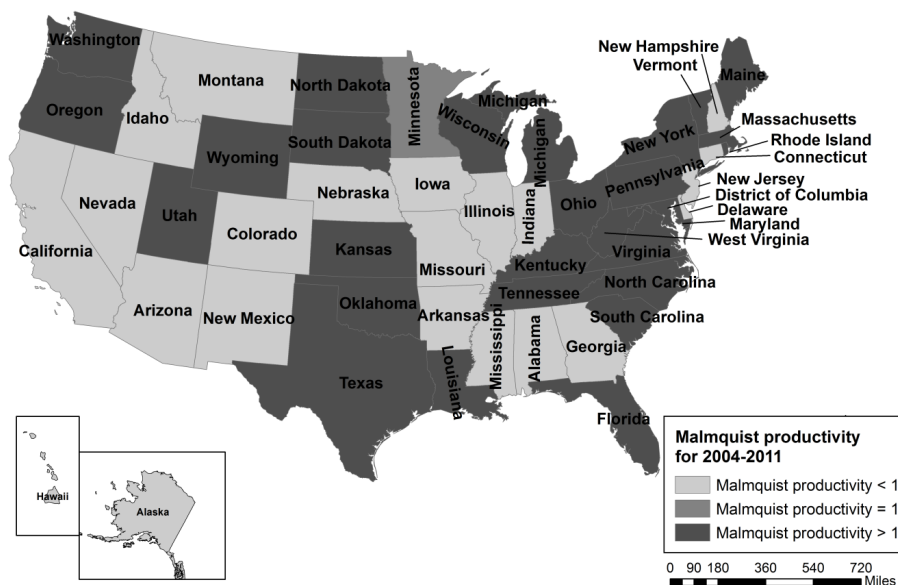 Washington
Montana
North Dakota
Minnesota
New Hampshire
Vermont
Maine
Oregon
Idaho
Wyoming
South Dakota
Wisconsin
Michigan
Michigan
New York
Massachusetts
Rhode Island
Connecticut
Nevada
Utah
Colorado
Nebraska
Iowa
Illinois
Indiana
Ohio
Pennsylvania
New Jersey
District of Columbia
Delaware
Maryland
West Virginia
California
Kansas
Missouri
Kentucky
Virginia
Arizona
New Mexico
Oklahoma
Arkansas
Tennessee
North Carolina
South Carolina
Texas
Louisiana
Mississippi
Alabama
Georgia
Florida
Hawaii
Alaska
Malmquist productivity
for 2004-2011
Malmquist productivity < 1
Malmquist productivity = 1
Malmquist productivity > 1
0 90 180 360 540 720
Miles